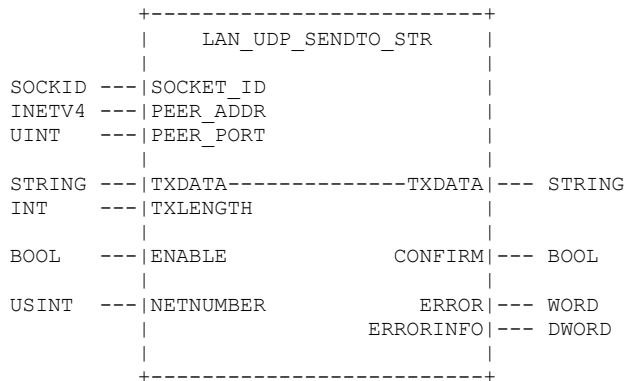 +---------------------------+
| LAN_UDP_SENDTO_STR |
| |
SOCKID ---|SOCKET_ID |
INETV4 ---|PEER_ADDR |
UINT ---|PEER_PORT |
| |
STRING ---|TXDATA--------------TXDATA|--- STRING
INT ---|TXLENGTH |
| |
BOOL ---|ENABLE CONFIRM|--- BOOL
| |
USINT ---|NETNUMBER ERROR|--- WORD
| ERRORINFO|--- DWORD
| |
+---------------------------+